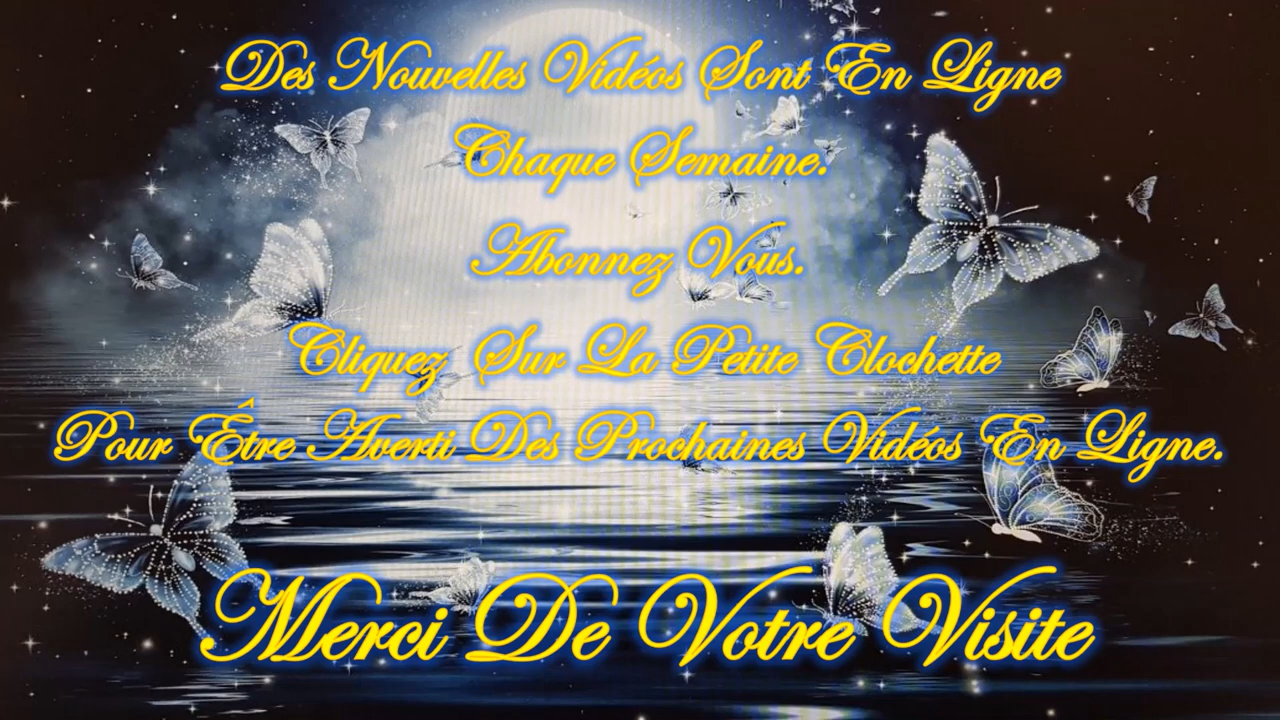 Des Nouvelles Vidéos Sont En Ligne
Chaque Semaine.
Abonnez Vous.
Cliquez Sur La Petite Clochette
Pour Être Averti Des Prochaines Vidéos En Ligne.
Merci De Votre Visite